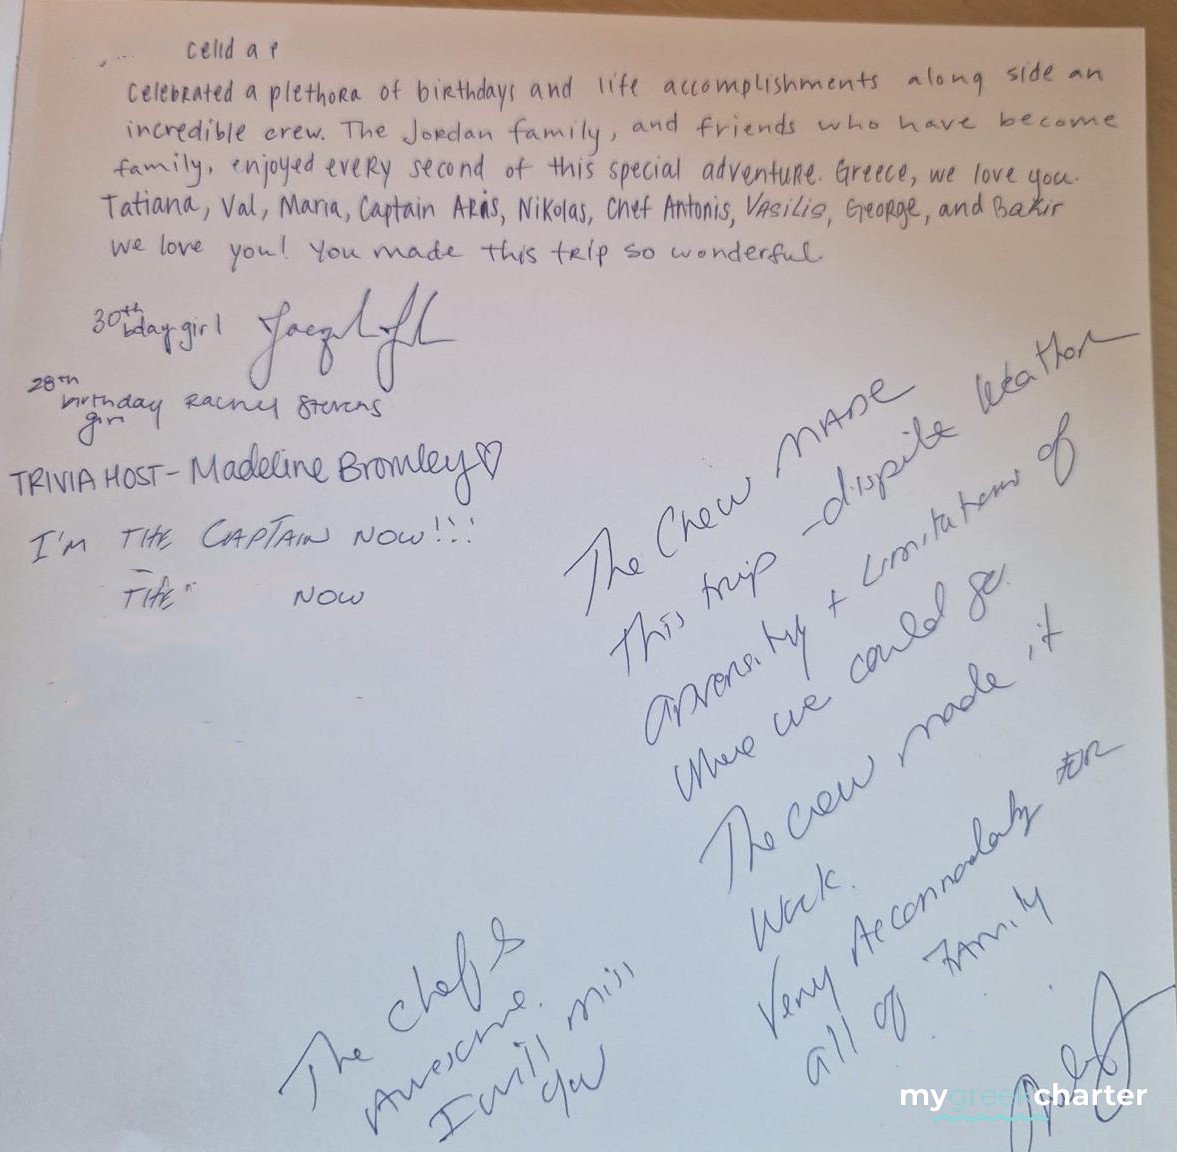 Celebrated a plethora of birthdays and life accomplishments along side an
incredible crew. The Jordan family, and friends who have become
family, enjoyed every second of this special adventure. Greece, we love you.
Tatiana, Val, Maria, Captain Aris, Nikolas, Chef Antonis, Vasilis, George, and Bakir
We love you! You made this trip so wonderful
30th bday girl
28th birthday girl Rachel Stevens
TRIVIA HOST - Madeline Bromley♡
I'M THE CAPTAIN NOW!!!
THE NOW
The Crew MADE
This trip - dispite Weather
+ Limitations of
where we could go.
The crew made it
work.
Very for
all of FAMily
The chef is
Awesome.
I will miss
you
mygreekcharter